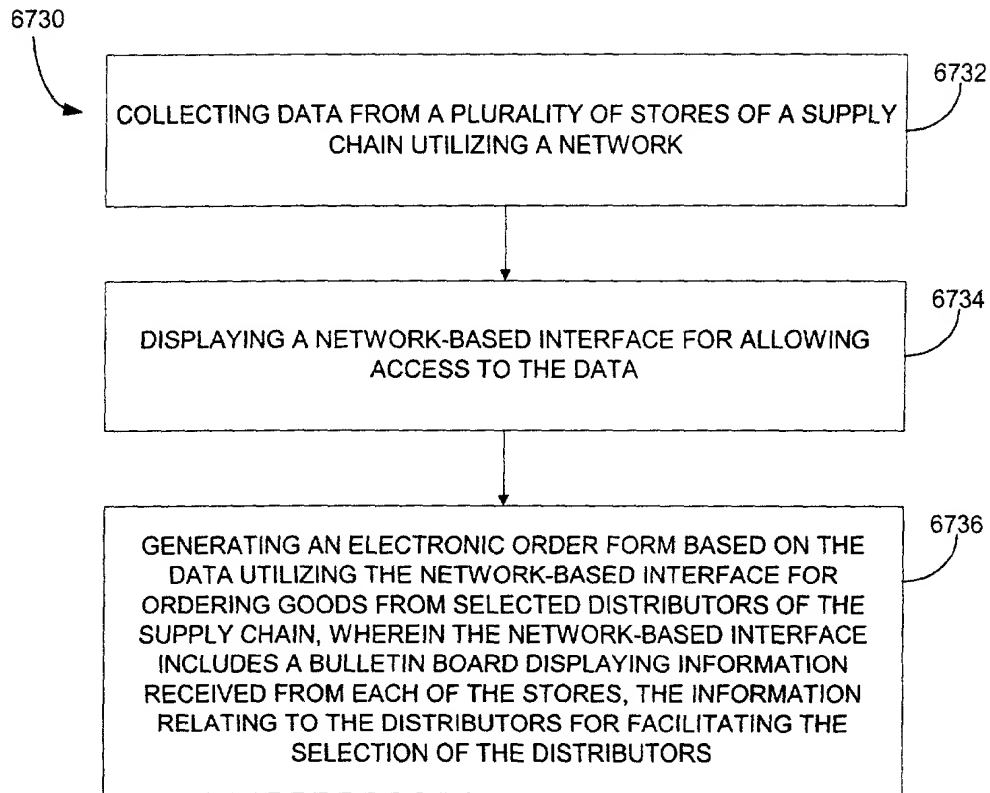 6730
6732
COLLECTING DATA FROM A PLURALITY OF STORES OF A SUPPLY
CHAIN UTILIZING A NETWORK
6734
DISPLAYING A NETWORK-BASED INTERFACE FOR ALLOWING
ACCESS TO THE DATA
6736
GENERATING AN ELECTRONIC ORDER FORM BASED ON THE
DATA UTILIZING THE NETWORK-BASED INTERFACE FOR
ORDERING GOODS FROM SELECTED DISTRIBUTORS OF THE
SUPPLY CHAIN, WHEREIN THE NETWORK-BASED INTERFACE
INCLUDES A BULLETIN BOARD DISPLAYING INFORMATION
RECEIVED FROM EACH OF THE STORES, THE INFORMATION
RELATING TO THE DISTRIBUTORS FOR FACILITATING THE
SELECTION OF THE DISTRIBUTORS